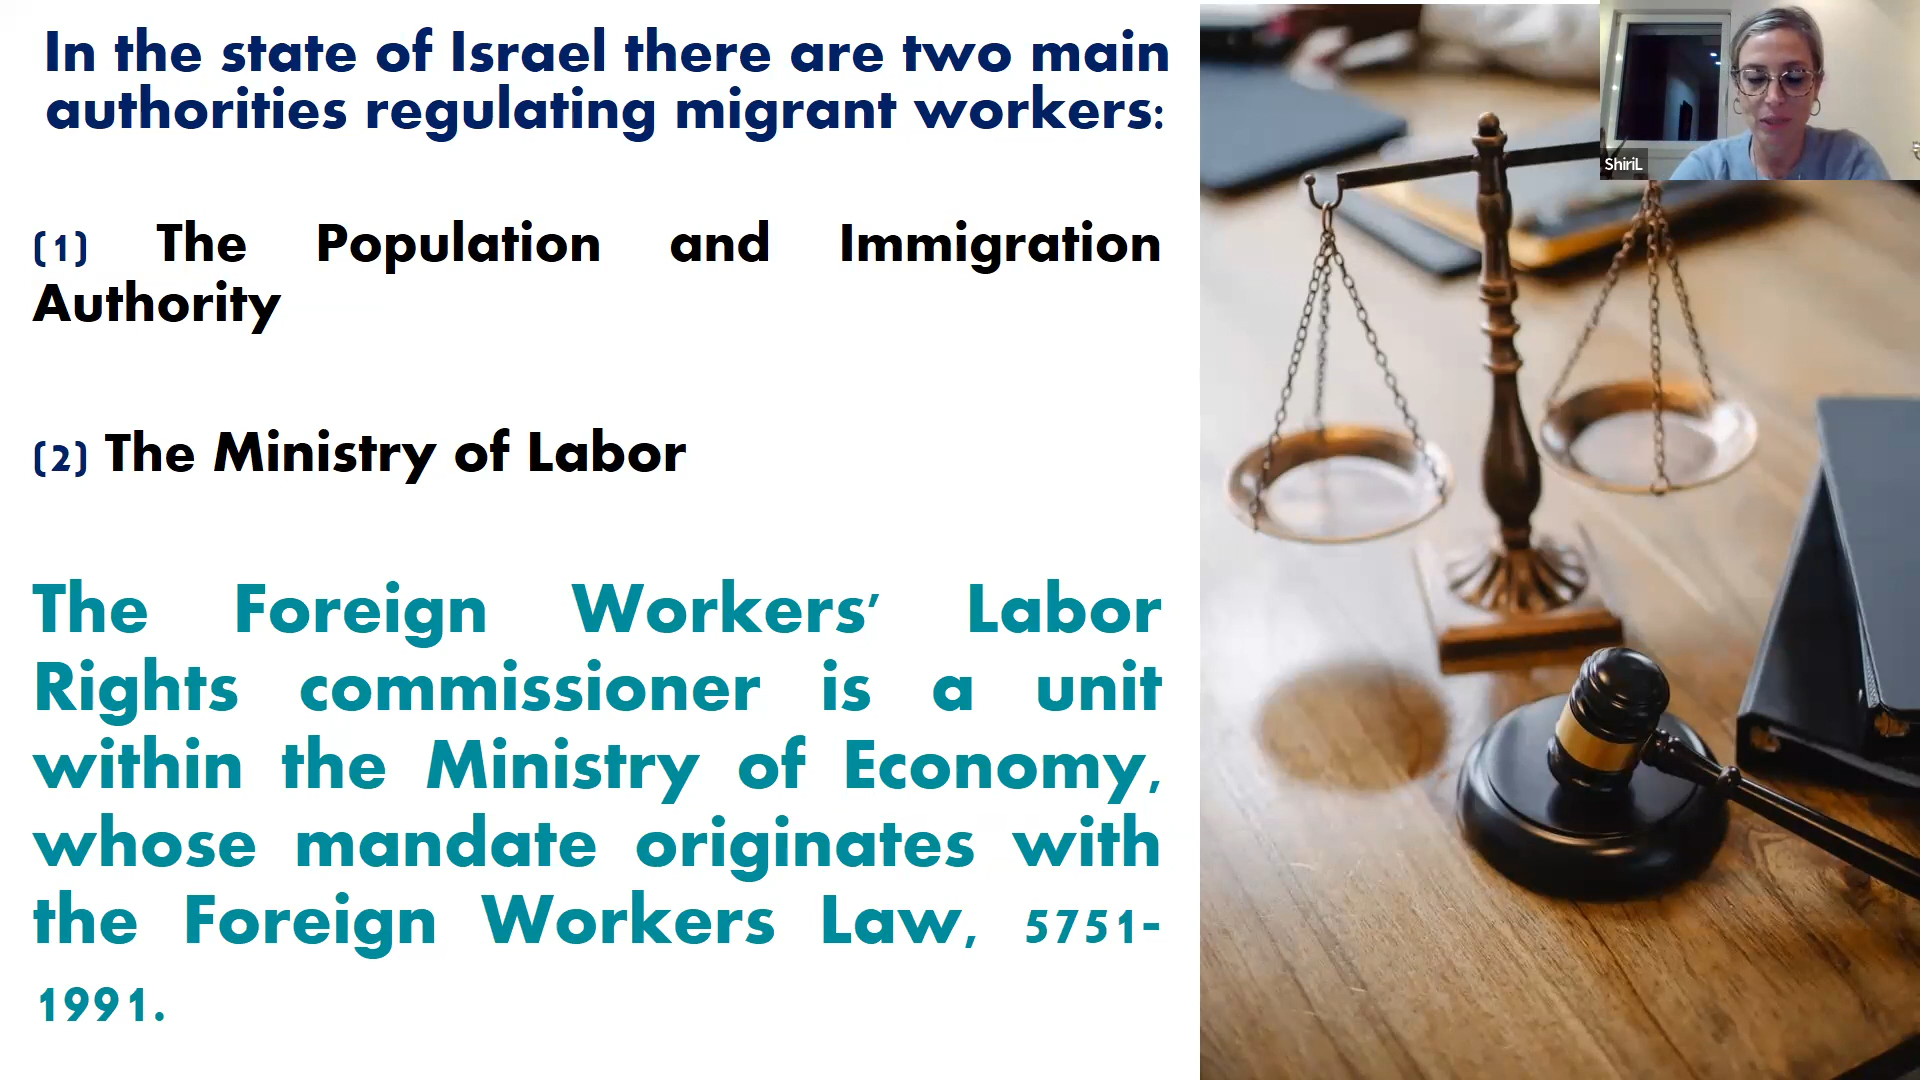 In the state of Israel there are two main
authorities regulating migrant workers:
(1) The Population and Immigration
Authority
(2) The Ministry of Labor
The Foreign Workers' Labor
Rights commissioner is a unit
within the Ministry of Economy,
whose mandate originates with
the Foreign Workers Law, 5751-
1991.
ShiriL